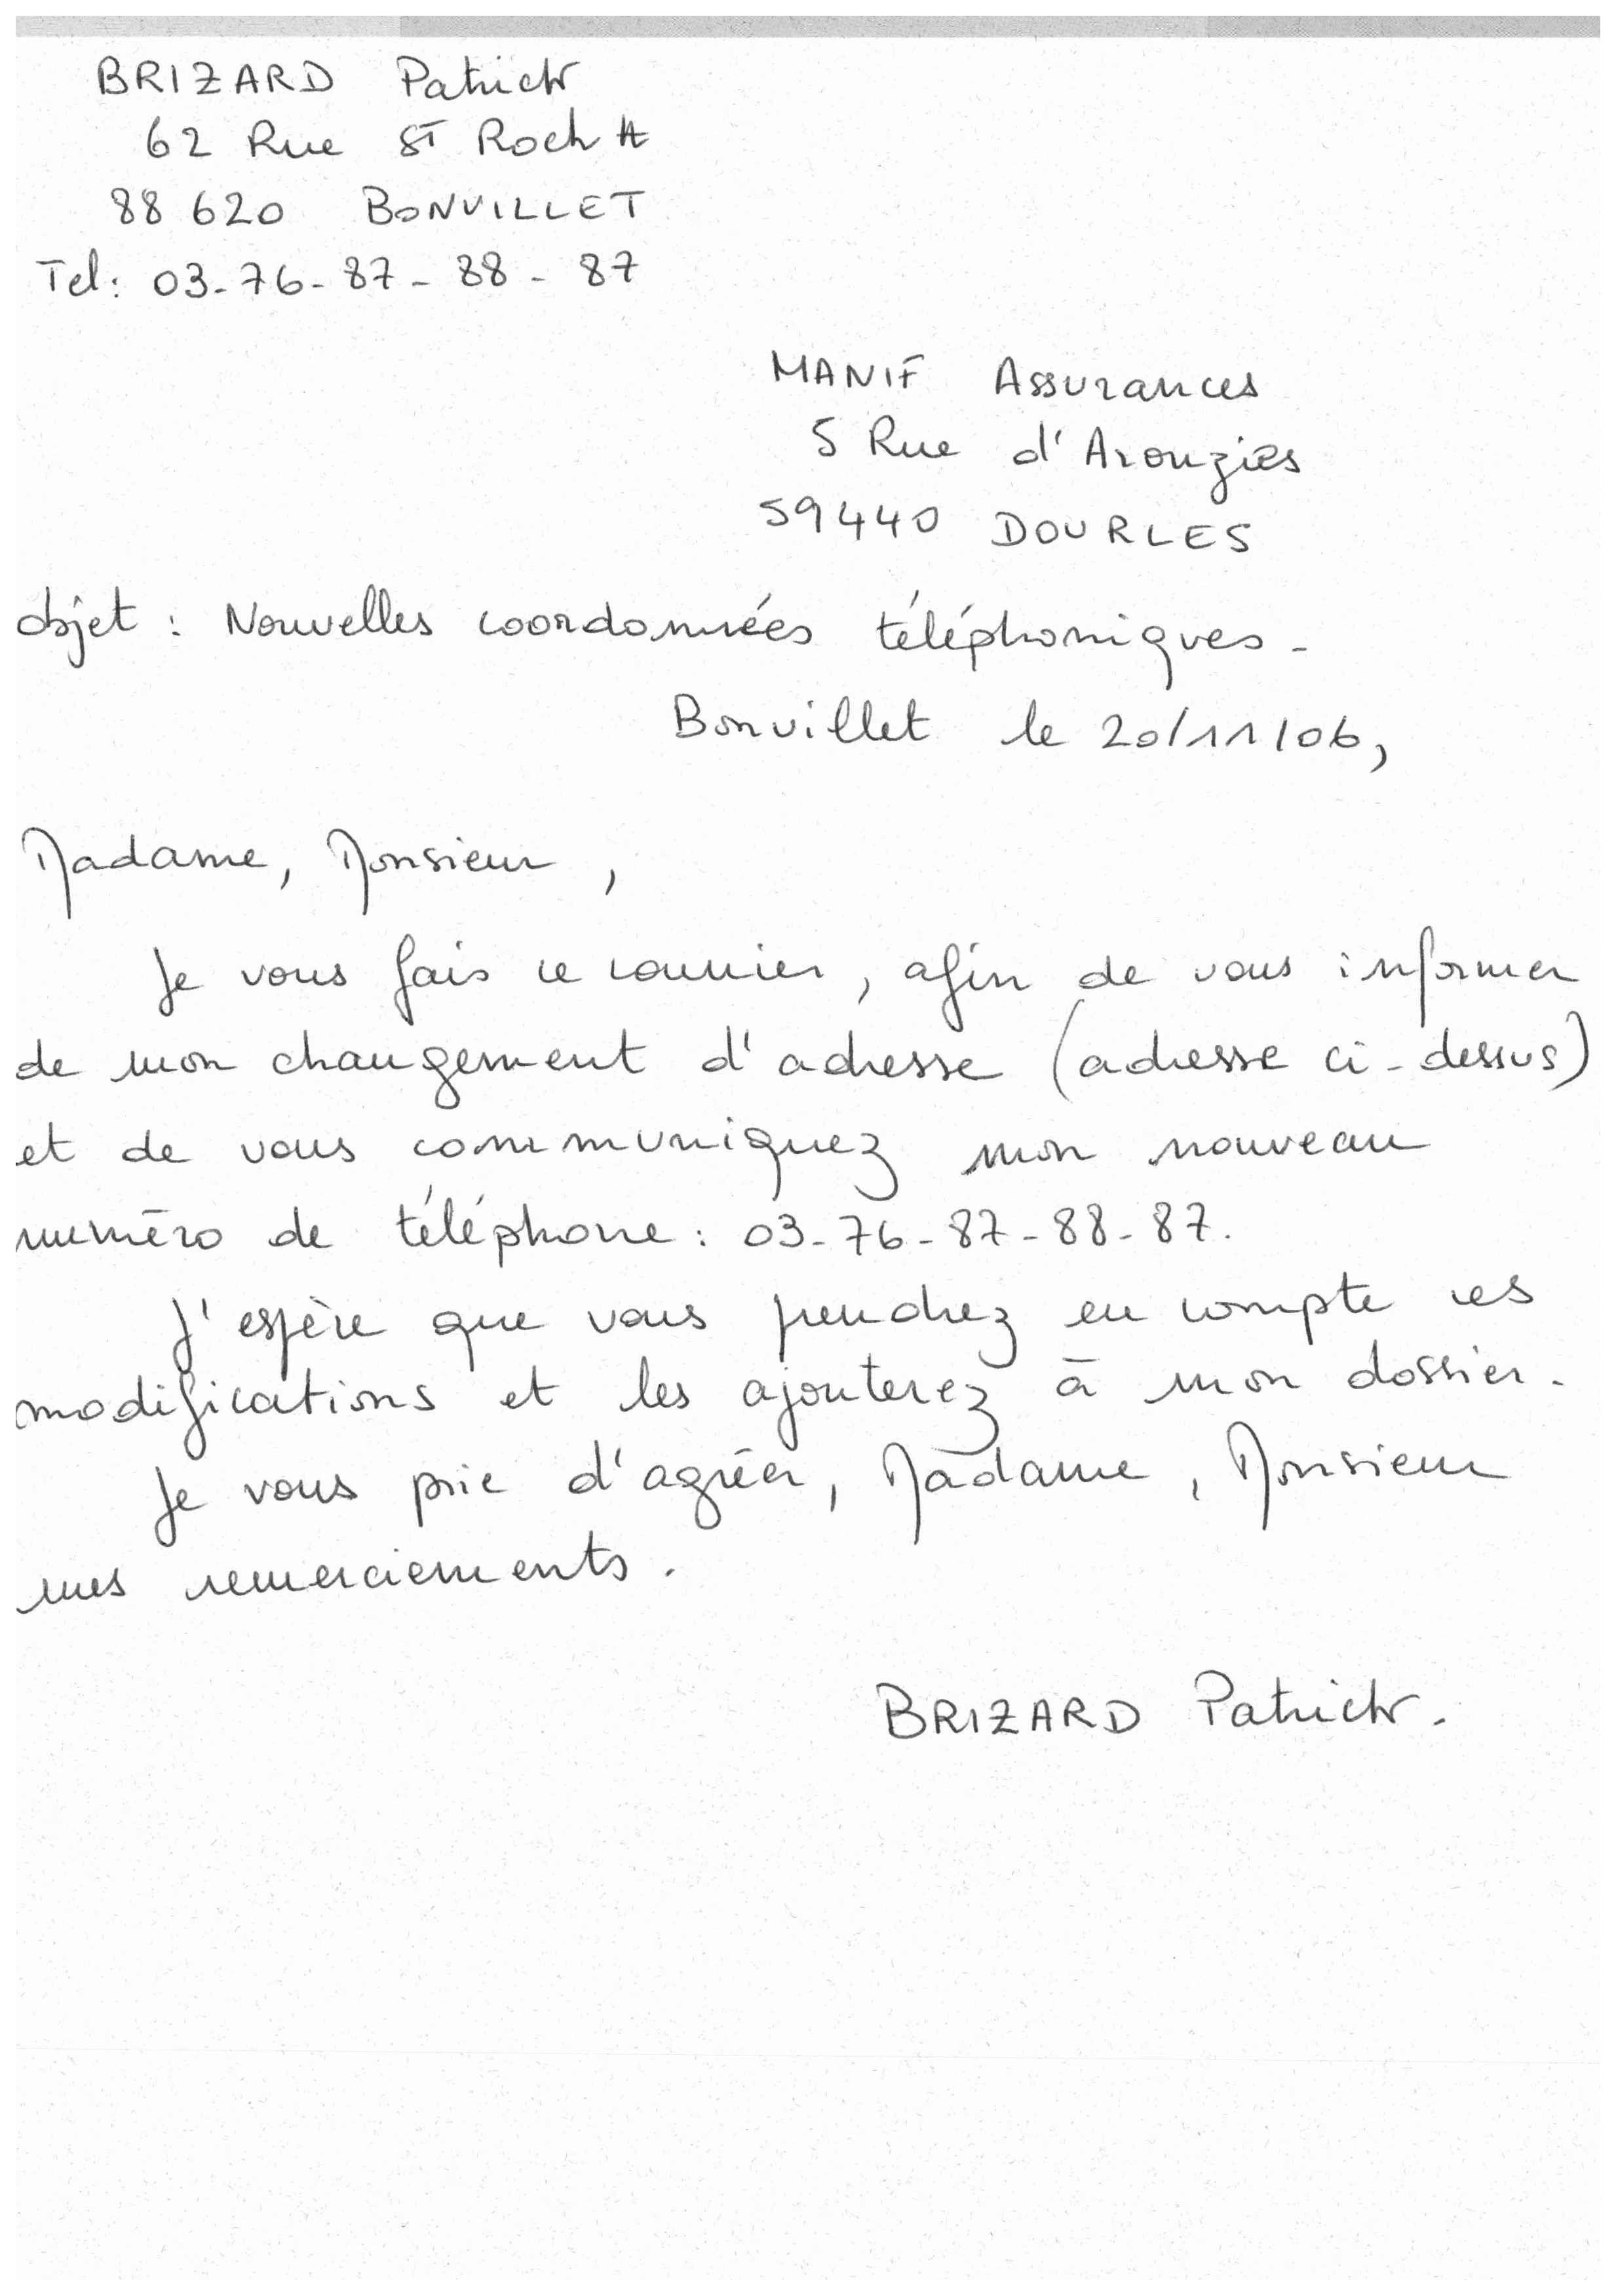 BRIZARD Patrick
62 Rue St Roch
88 620 BONVILLET
Tel: 03-76-87-88-87
MANIF Assurances
5 Rue d'Arouzies
59440 DOURLES
objet : Nouvelles coordonnées téléphoniques-
Bonvillet le 20/11/06,
Madame, Monsieur,
Je vous fais ce courrier, afin de vous informer
de mon changement d'adresse (adresse ci-dessus)
et de vous communiquez mon nouveau
numéro de téléphone: 03-76-87-88-87.
J'espère que vous prendrez en compte ces
modifications et les ajouterez à mon dossier.
Je vous prie d'agréer, Madame, Monsieur
mes remerciements.
BRIZARD Patrick.